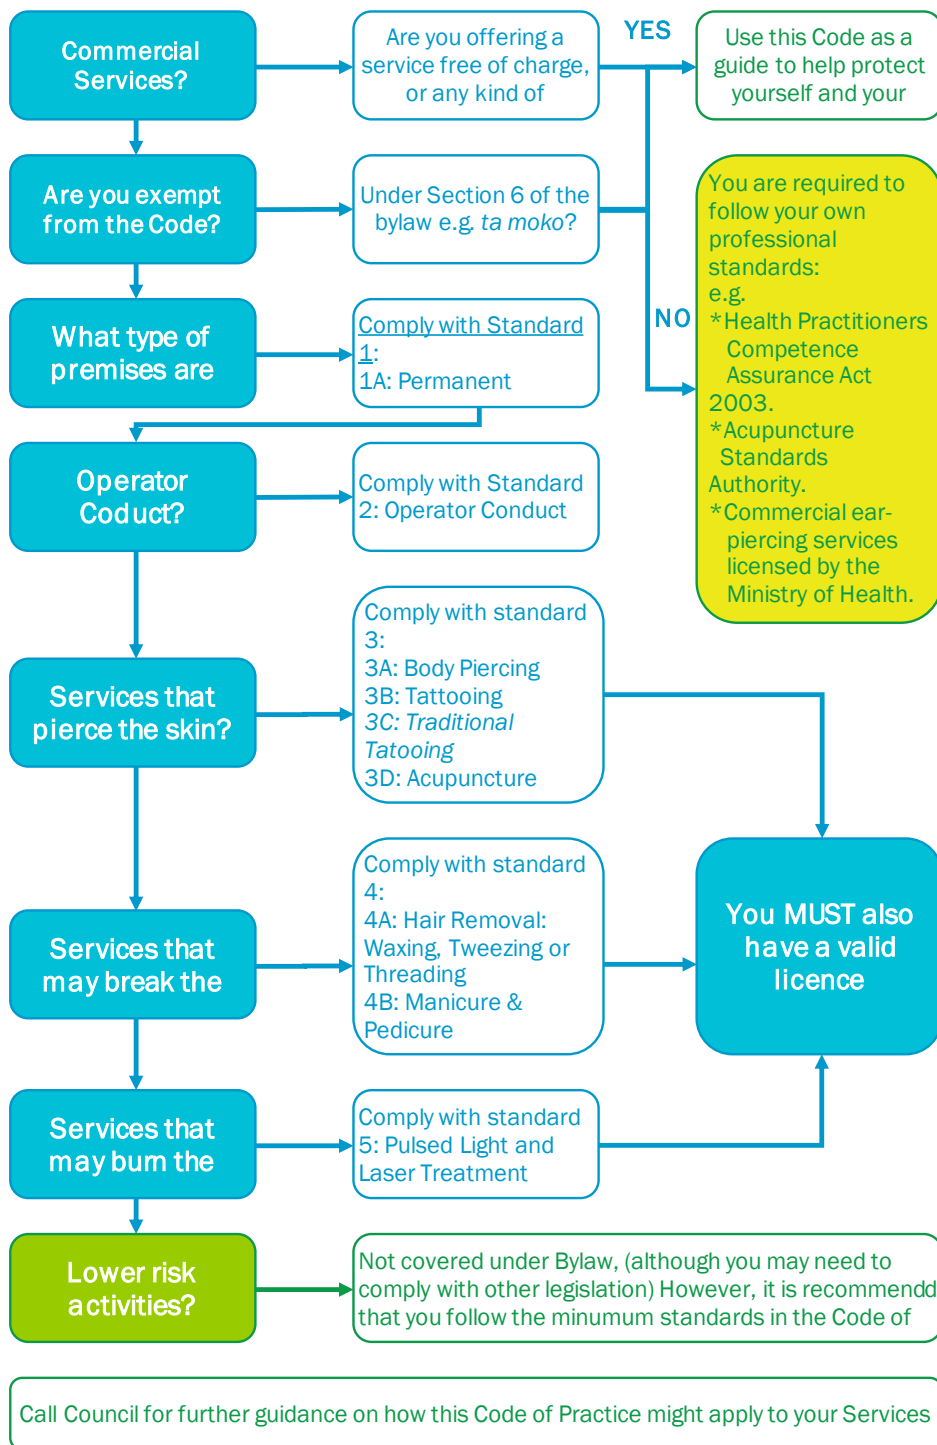 Commercial
Services?
Are you offering a
service free of charge,
or any kind of
YES
Use this Code as a
guide to help protect
yourself and your
Are you exempt
from the Code?
Under Section 6 of the
bylaw e.g. ta moko?
NO
You are required to
follow your own
professional
standards:
e.g.
*Health Practitioners
Competence
Assurance Act
2003.
*Acupuncture
Standards
Authority.
*Commercial ear-
piercing services
licensed by the
Ministry of Health.
What type of
premises are
Comply with Standard
1:
1A: Permanent
Operator
Coduct?
Comply with Standard
2: Operator Conduct
Services that
pierce the skin?
Comply with standard
3:
3A: Body Piercing
3B: Tattooing
3C: Traditional
Tatooing
3D: Acupuncture
Services that
may break the
Comply with standard
4:
4A: Hair Removal:
Waxing, Tweezing or
Threading
4B: Manicure &
Pedicure
You MUST also
have a valid
licence
Services that
may burn the
Comply with standard
5: Pulsed Light and
Laser Treatment
Lower risk
activities?
Not covered under Bylaw, (although you may need to
comply with other legislation) However, it is recommendd
that you follow the minumum standards in the Code of
Call Council for further guidance on how this Code of Practice might apply to your Services